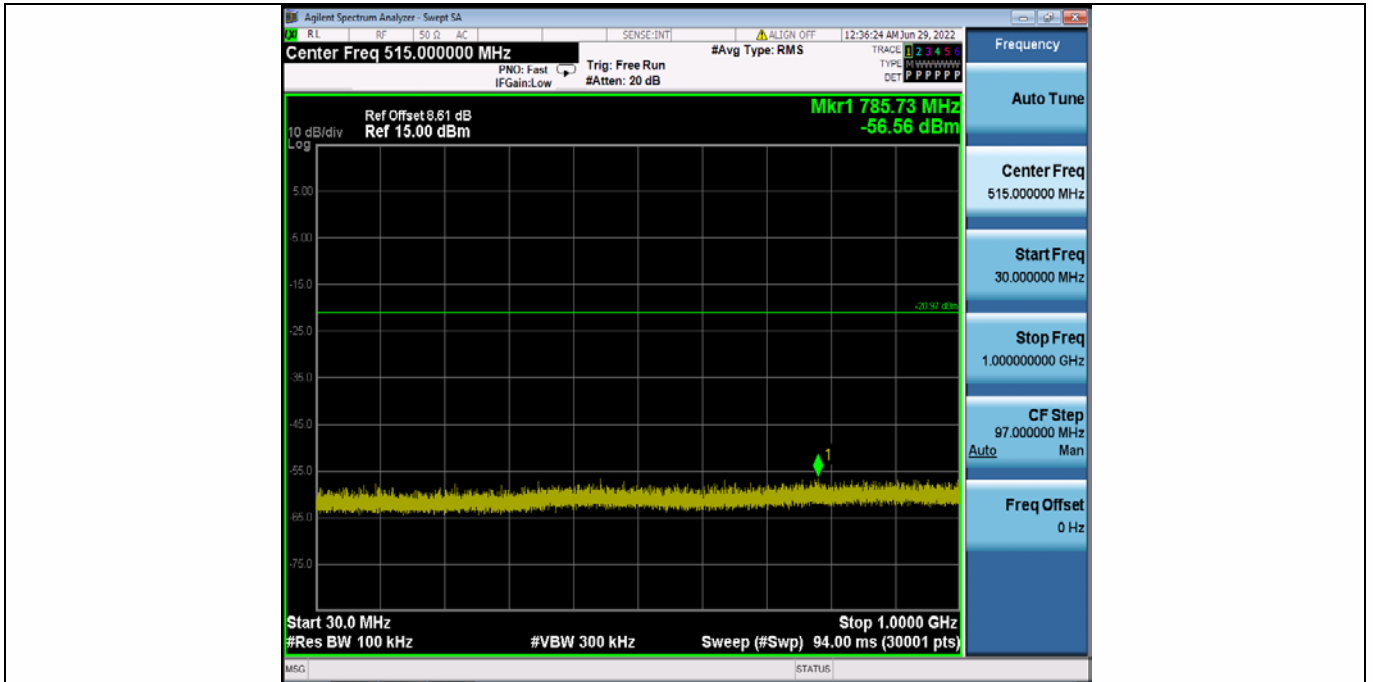 Agilent Spectrum Analyzer - Swept SA
RL RF 50 Ω AC SENSE:INT ALIGN OFF 12:36:24 AM Jun 29, 2022
Center Freq 515.000000 MHz #Avg Type: RMS TRACE 1 2 3 4 5 6
PNO: Fast Trig: Free Run TYPE M WWWWW
IFGain:Low #Atten: 20 dB DET P P P P P P
Mkr1 785.73 MHz
Ref Offset 8.61 dB
-56.56 dBm
10 dB/div Ref 15.00 dBm
Log
5.00
-5.00
-15.0
-20.97 dBm
-25.0
-35.0
-45.0
1
-55.0
-65.0
-75.0
Start 30.0 MHz Stop 1.0000 GHz
#Res BW 100 kHz #VBW 300 kHz Sweep (#Swp) 94.00 ms (30001 pts)
MSG STATUS
Frequency
Auto Tune
Center Freq
515.000000 MHz
Start Freq
30.000000 MHz
Stop Freq
1.000000000 GHz
CF Step
97.000000 MHz
Auto Man
Freq Offset
0 Hz